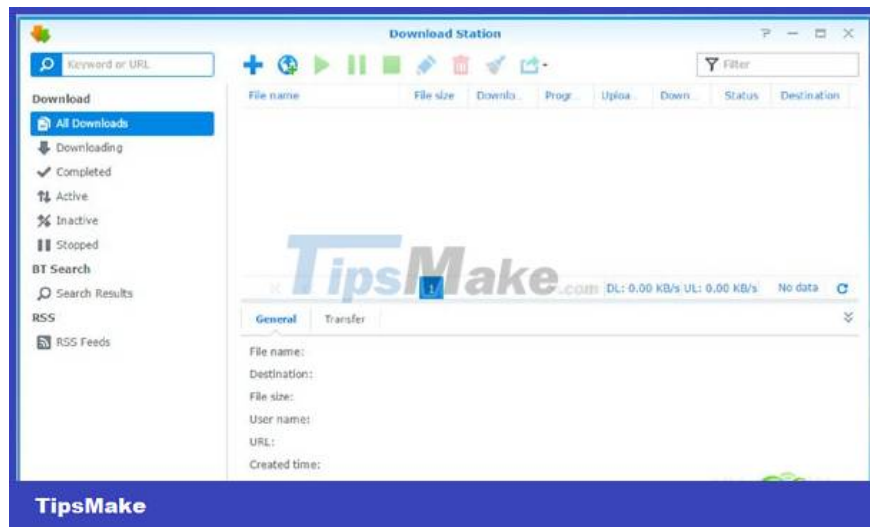 Download Station
Keyword or URL
Filter
Download
All Downloads
Downloading
Completed
Active
Inactive
Stopped
BT Search
Search Results
RSS
RSS Feeds
File name File size Downlo... Progr... Uploa... Down... Status Destination
TipsMake.com
1 DL: 0.00 KB/s UL: 0.00 KB/s No data
General Transfer
File name:
Destination:
File size:
User name:
URL:
Created time:
TipsMake